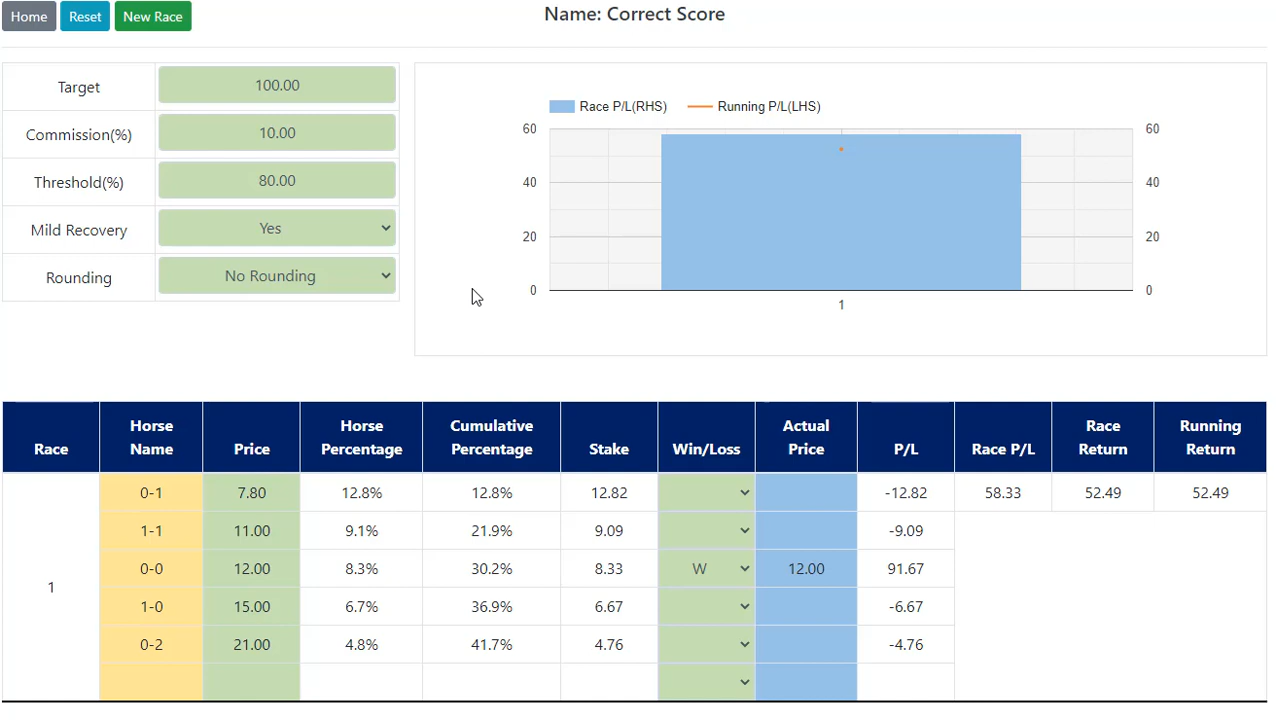 Home Reset New Race
Name: Correct Score
Target 100.00
Commission(%) 10.00
Threshold(%) 80.00
Mild Recovery Yes
Rounding No Rounding
Race P/L(RHS) Running P/L(LHS)
60 60
40 40
20 20
0 0
1
Race Horse Name Price Horse Percentage Cumulative Percentage Stake Win/Loss Actual Price P/L Race P/L Race Return Running Return
0-1 7.80 12.8% 12.8% 12.82 -12.82 58.33 52.49 52.49
1-1 11.00 9.1% 21.9% 9.09 -9.09
0-0 12.00 8.3% 30.2% 8.33 W 12.00 91.67
1
1-0 15.00 6.7% 36.9% 6.67 -6.67
0-2 21.00 4.8% 41.7% 4.76 -4.76